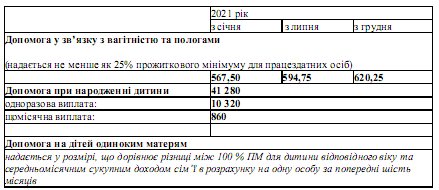 2021 рік
з січня з липня з грудня
Допомога у зв’язку з вагітністю та пологами
(надається не менше як 25% прожиткового мінімуму для працездатних осіб)
567,50 594,75 620,25
Допомога при народженні дитини 41 280
одноразова виплата: 10 320
щомісячна виплата: 860
Допомога на дітей одиноким матерям
надається у розмірі, що дорівнює різниці між 100 % ПМ для дитини відповідного віку та
середньомісячним сукупним доходом сім’ї в розрахунку на одну особу за попередні шість
місяців